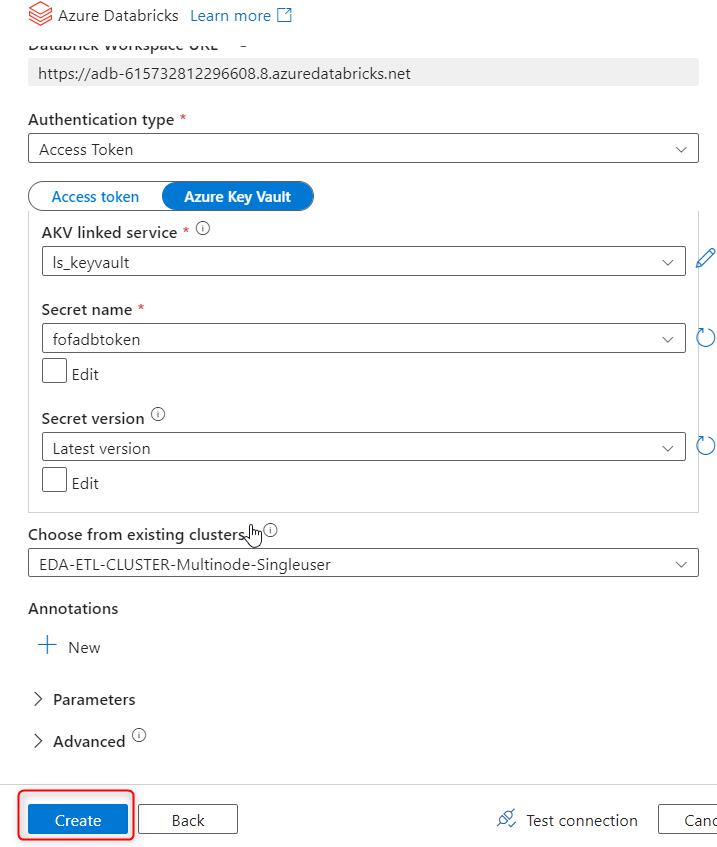 Azure Databricks Learn more
Databrick Workspace URL
https://adb-615732812296608.8.azuredatabricks.net
Authentication type *
Access Token
Access token Azure Key Vault
AKV linked service *
ls_keyvault
Secret name *
fofadbtoken
Edit
Secret version
Latest version
Edit
Choose from existing clusters
EDA-ETL-CLUSTER-Multinode-Singleuser
Annotations
New
Parameters
Advanced
Create Back Test connection Canc